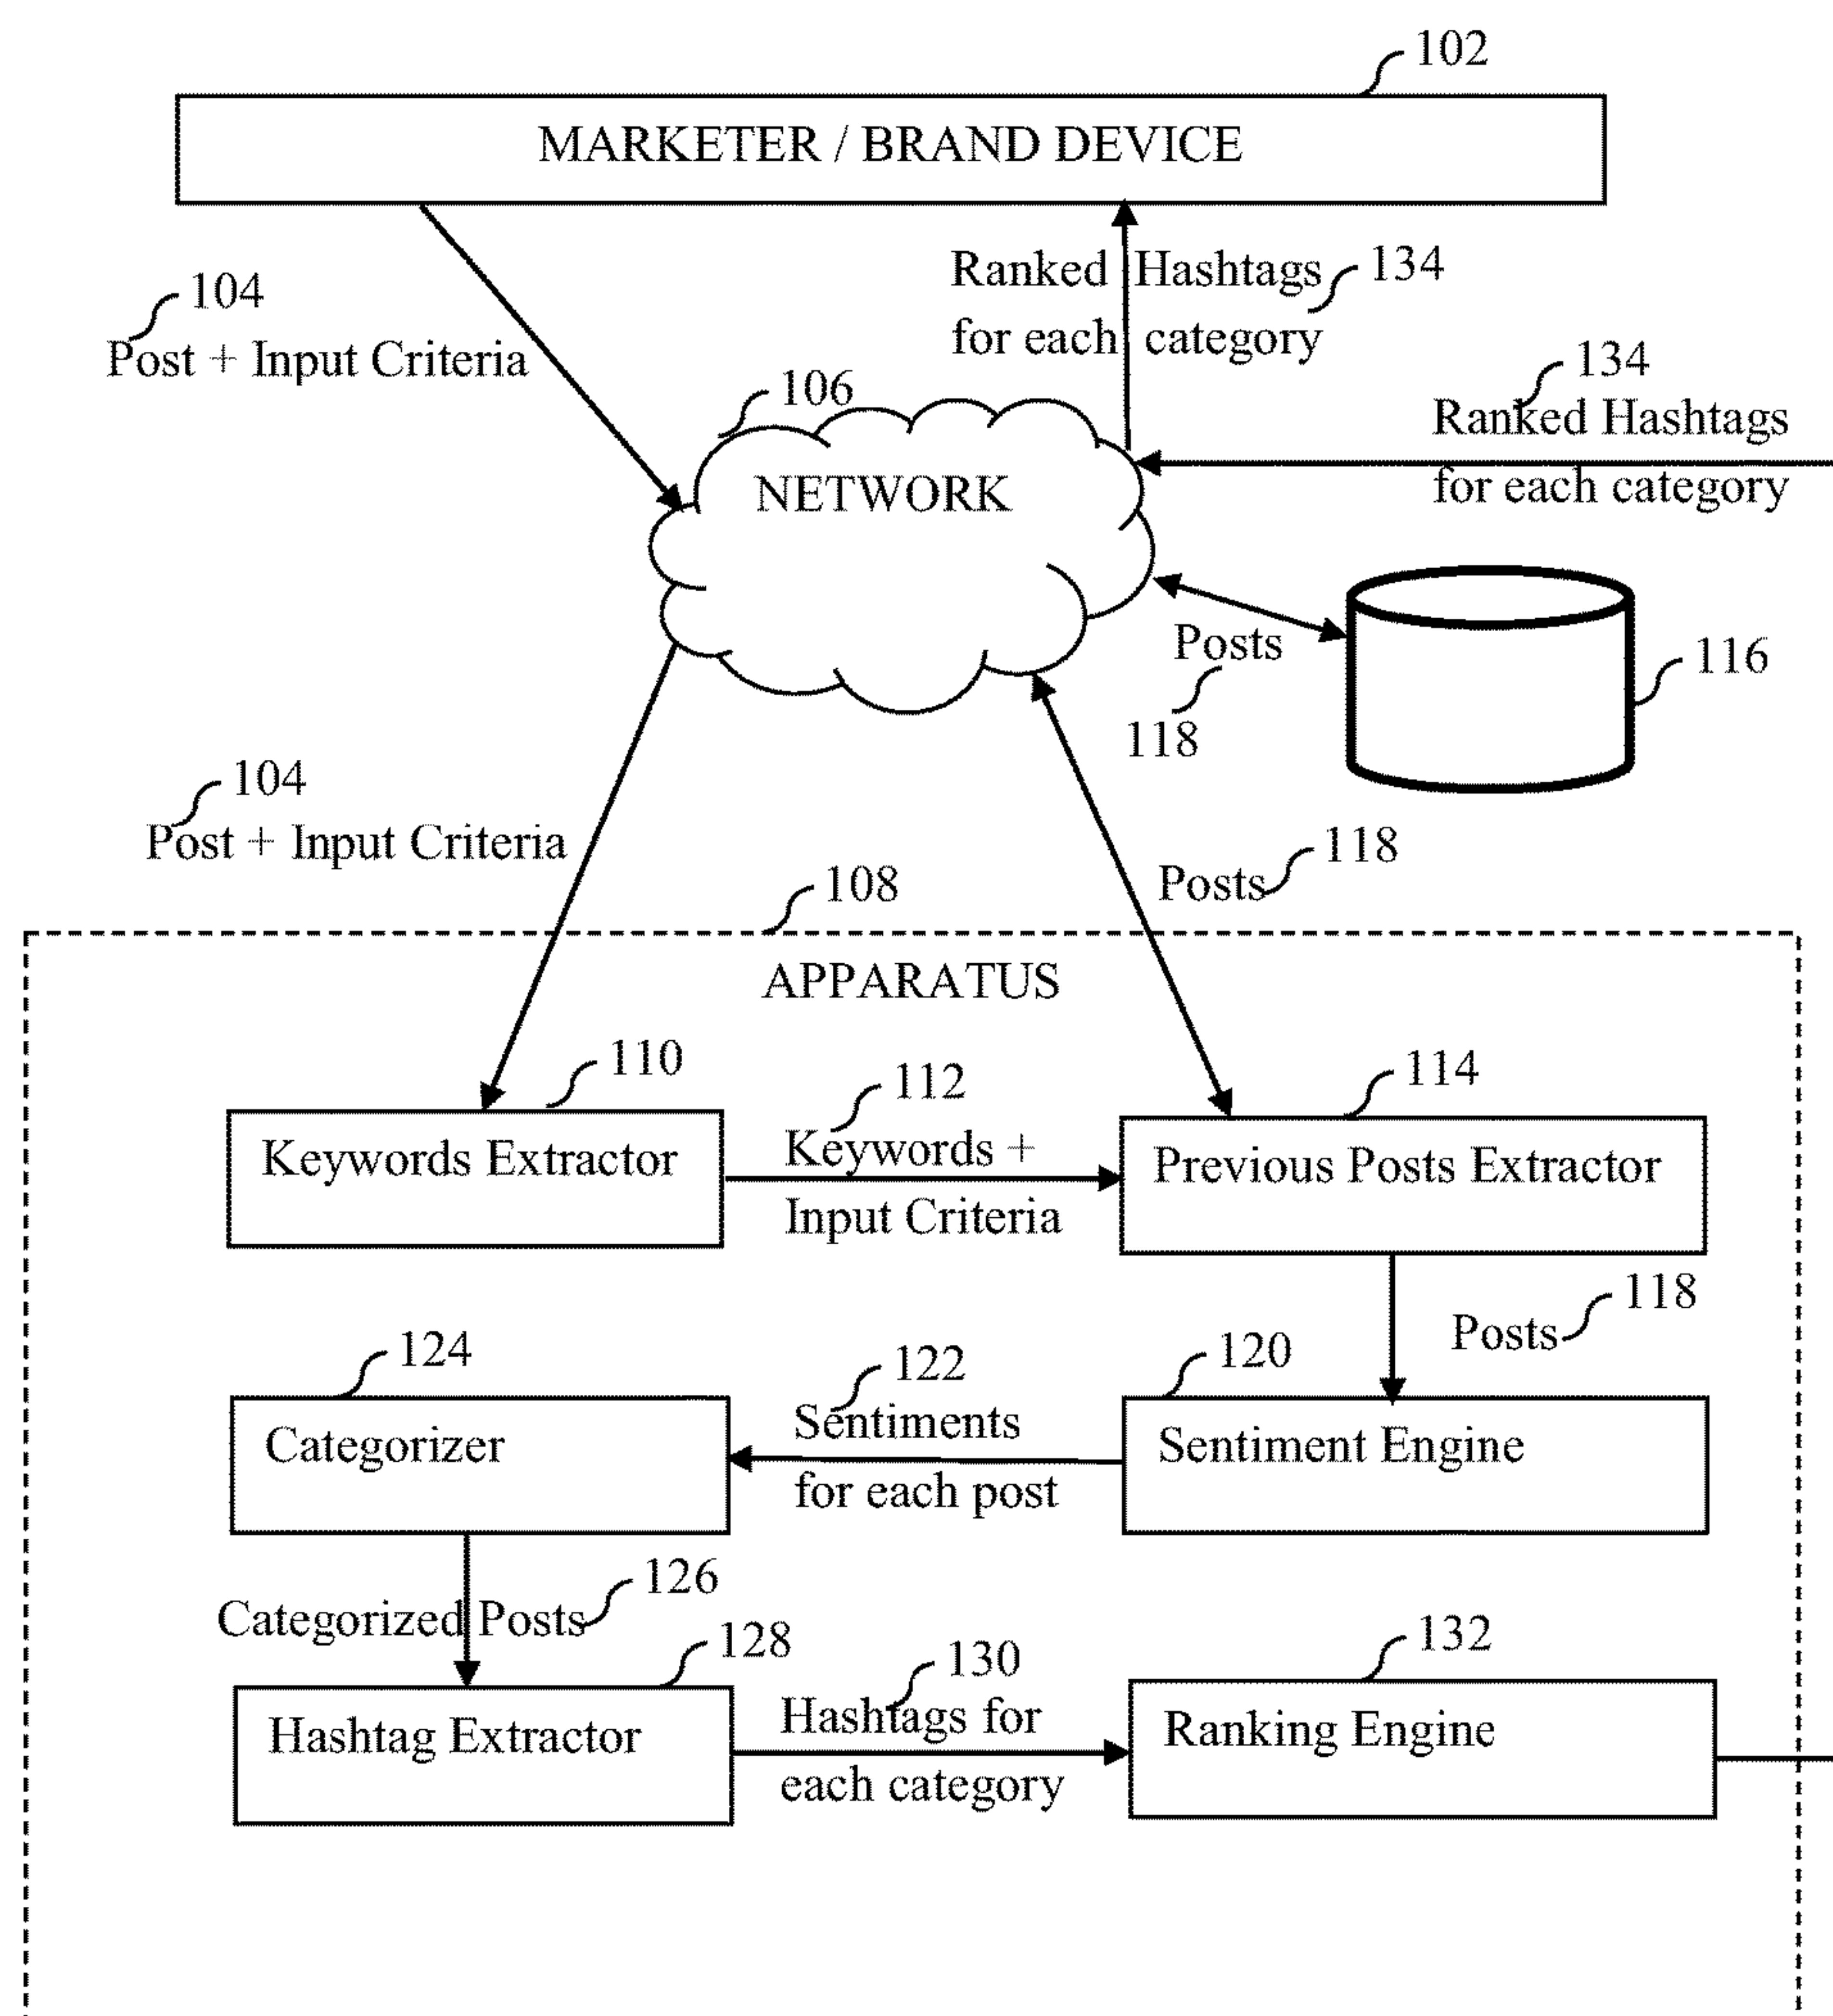 102
MARKETER / BRAND DEVICE
104
Post + Input Criteria
Ranked Hashtags
134
for each category
134
Ranked Hashtags
for each category
106
NETWORK
Posts
118
116
104
Post + Input Criteria
Posts
118
108
APPARATUS
110
Keywords Extractor
112
Keywords +
Input Criteria
114
Previous Posts Extractor
Posts
118
124
Categorizer
122
Sentiments
for each post
120
Sentiment Engine
Categorized Posts
126
128
Hashtag Extractor
130
Hashtags for
each category
132
Ranking Engine